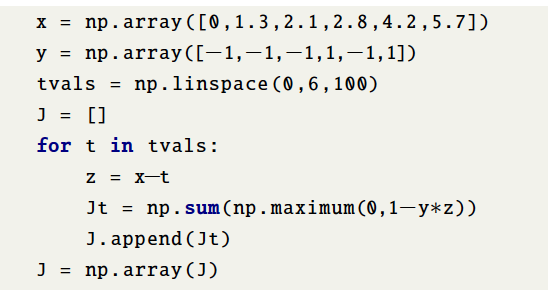 x = np.array([0,1.3,2.1,2.8,4.2,5.7])
y = np.array([−1,−1,−1,1,−1,1])
tvals = np.linspace(0,6,100)
J = []
for t in tvals:
    z = x−t
    Jt = np.sum(np.maximum(0,1−y*z))
    J.append(Jt)
J = np.array(J)